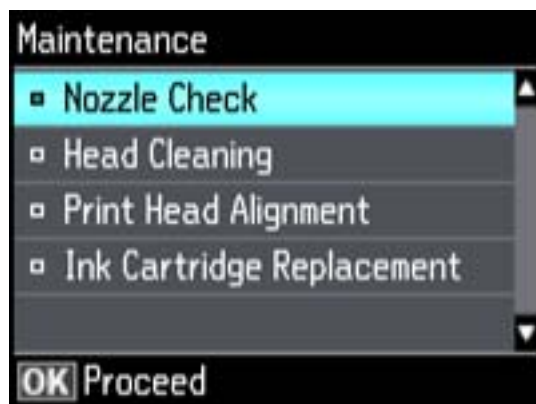 Maintenance
Nozzle Check
Head Cleaning
Print Head Alignment
Ink Cartridge Replacement
OK Proceed